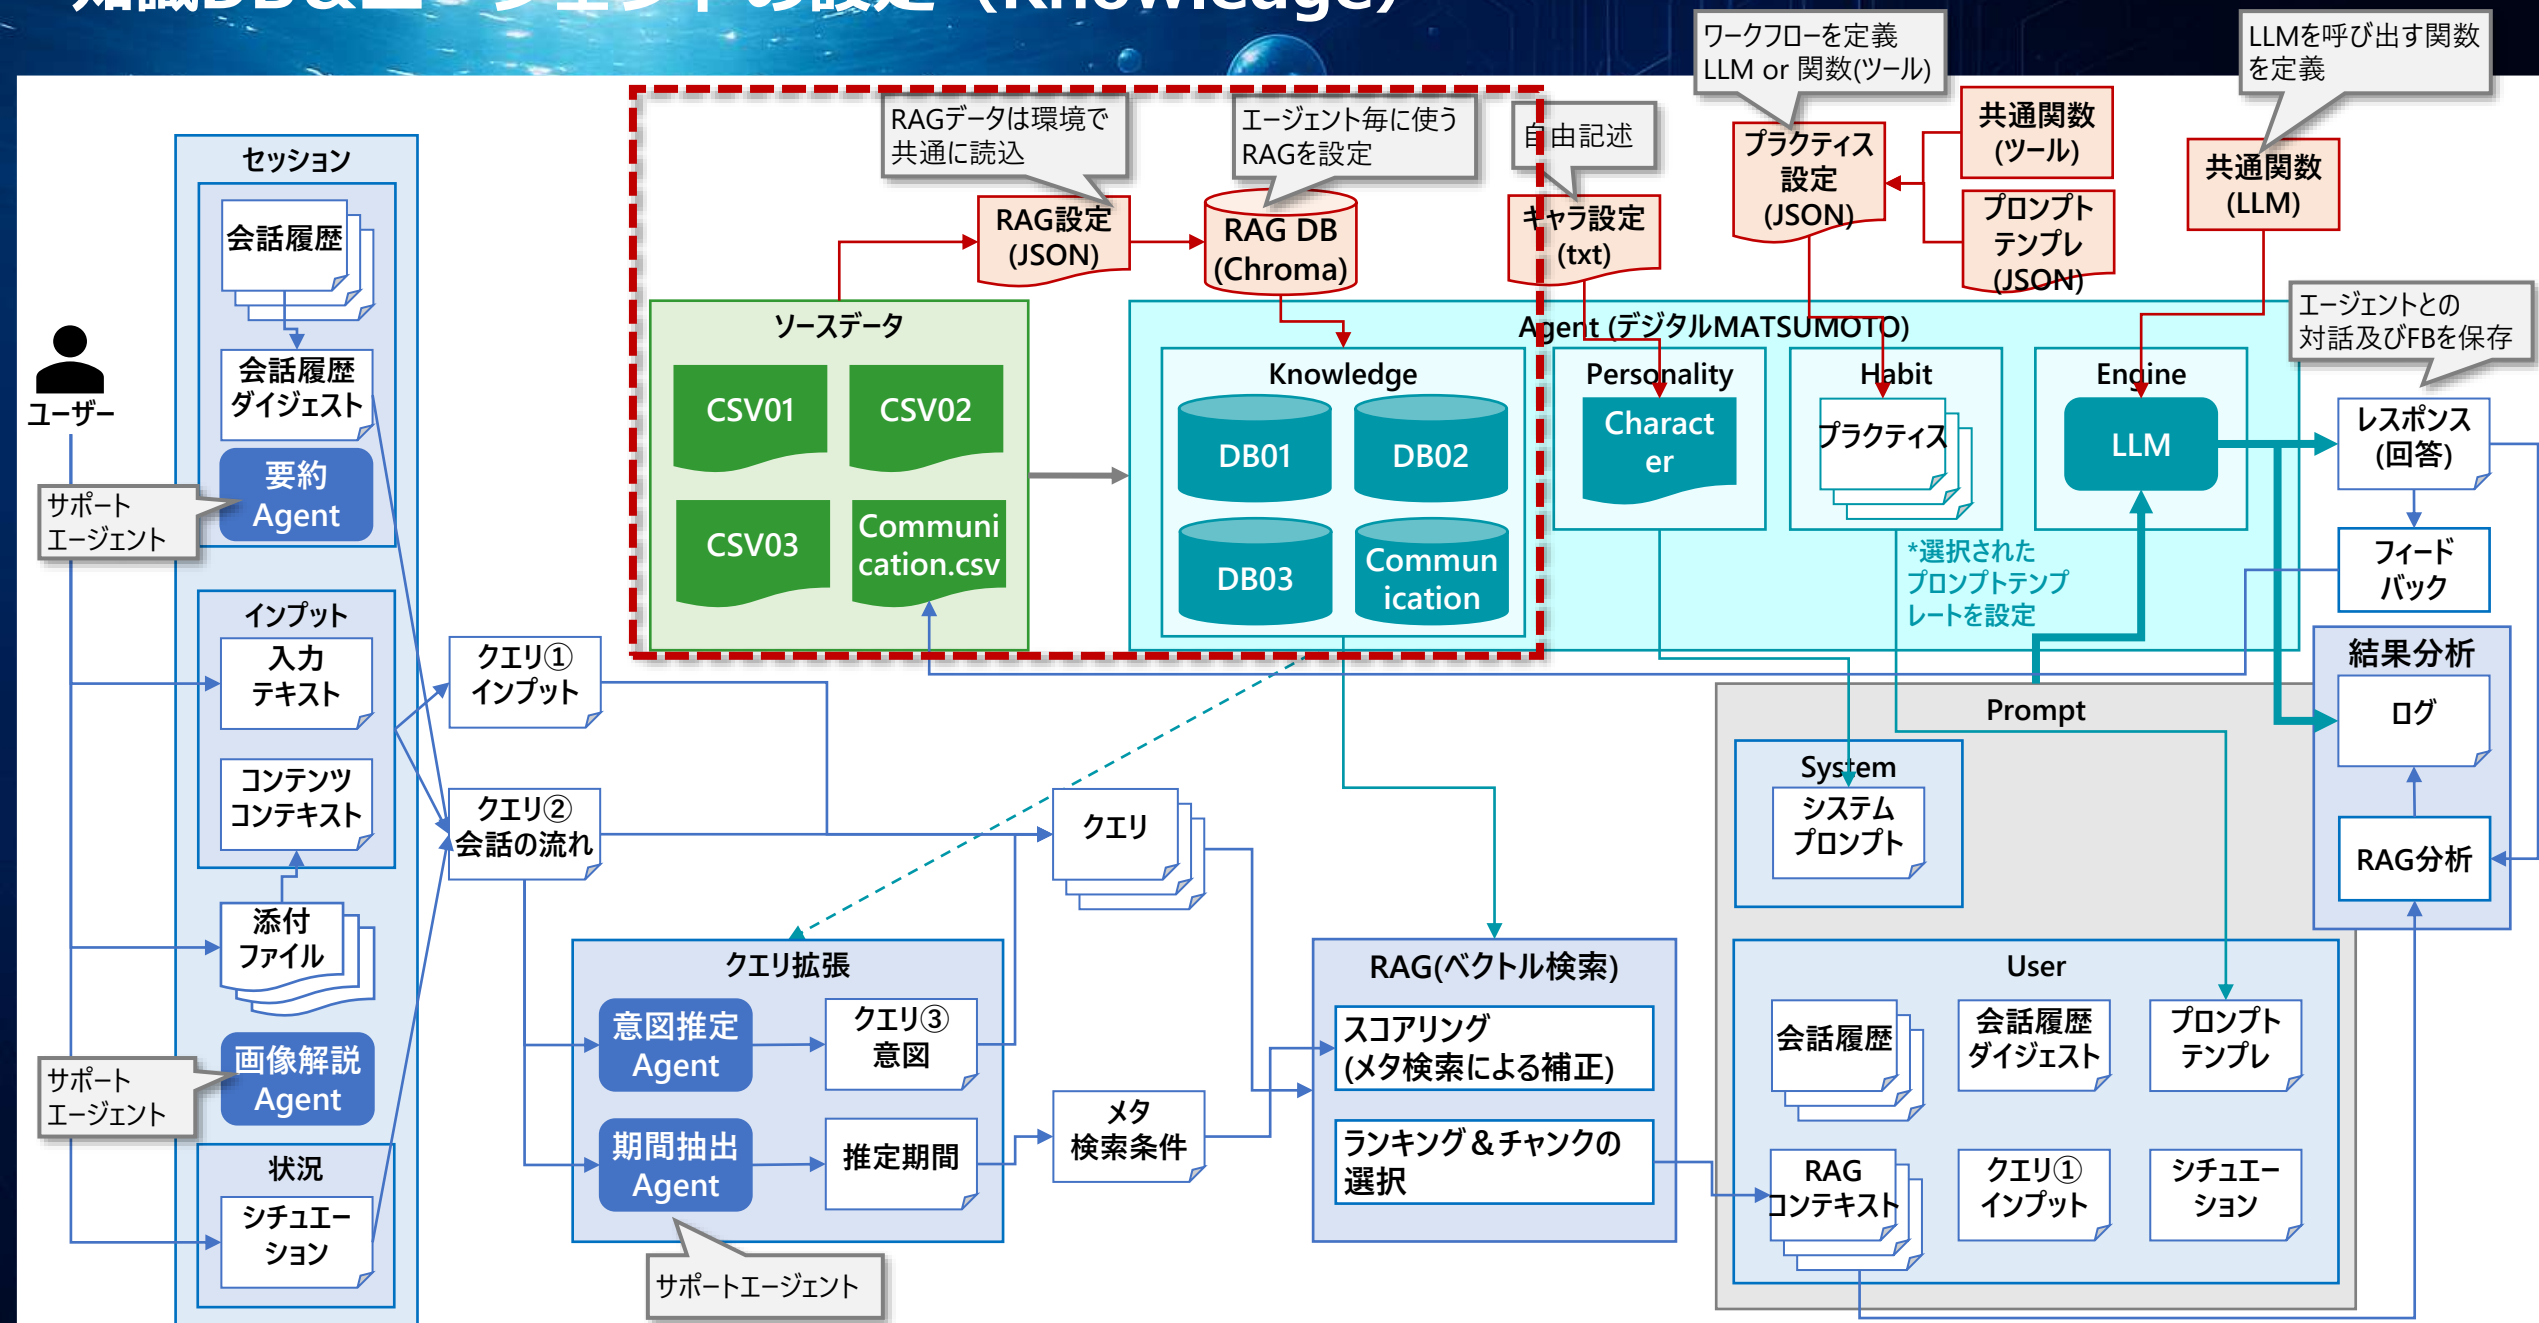 知識DB&エージェントの設定（Knowledge）
ワークフローを定義
LLM or 関数(ツール)
LLMを呼び出す関数
を定義
RAGデータは環境で
共通に読込
エージェント毎に使う
RAGを設定
自由記述
共通関数
(ツール)
プラクティス
設定
(JSON)
共通関数
(LLM)
プロンプト
テンプレ
(JSON)
RAG設定
(JSON)
RAG DB
(Chroma)
キャラ設定
(txt)
セッション
会話履歴
会話履歴
ダイジェスト
要約
Agent
サポート
エージェント
ユーザー
ソースデータ
CSV01
CSV02
CSV03
Communi
cation.csv
Agent (デジタルMATSUMOTO)
Knowledge
DB01
DB02
DB03
Commun
ication
Personality
Charact
er
Habit
プラクティス
Engine
LLM
*選択された
プロンプトテンプ
レートを設定
エージェントとの
対話及びFBを保存
レスポンス
(回答)
フィード
バック
インプット
入力
テキスト
コンテンツ
コンテキスト
添付
ファイル
画像解説
Agent
サポート
エージェント
状況
シチュエー
ション
クエリ①
インプット
クエリ②
会話の流れ
クエリ
クエリ拡張
意図推定
Agent
クエリ③
意図
期間抽出
Agent
推定期間
サポートエージェント
メタ
検索条件
RAG(ベクトル検索)
スコアリング
(メタ検索による補正)
ランキング＆チャンクの
選択
Prompt
System
システム
プロンプト
User
会話履歴
会話履歴
ダイジェスト
プロンプト
テンプレ
RAG
コンテキスト
クエリ①
インプット
シチュエー
ション
結果分析
ログ
RAG分析